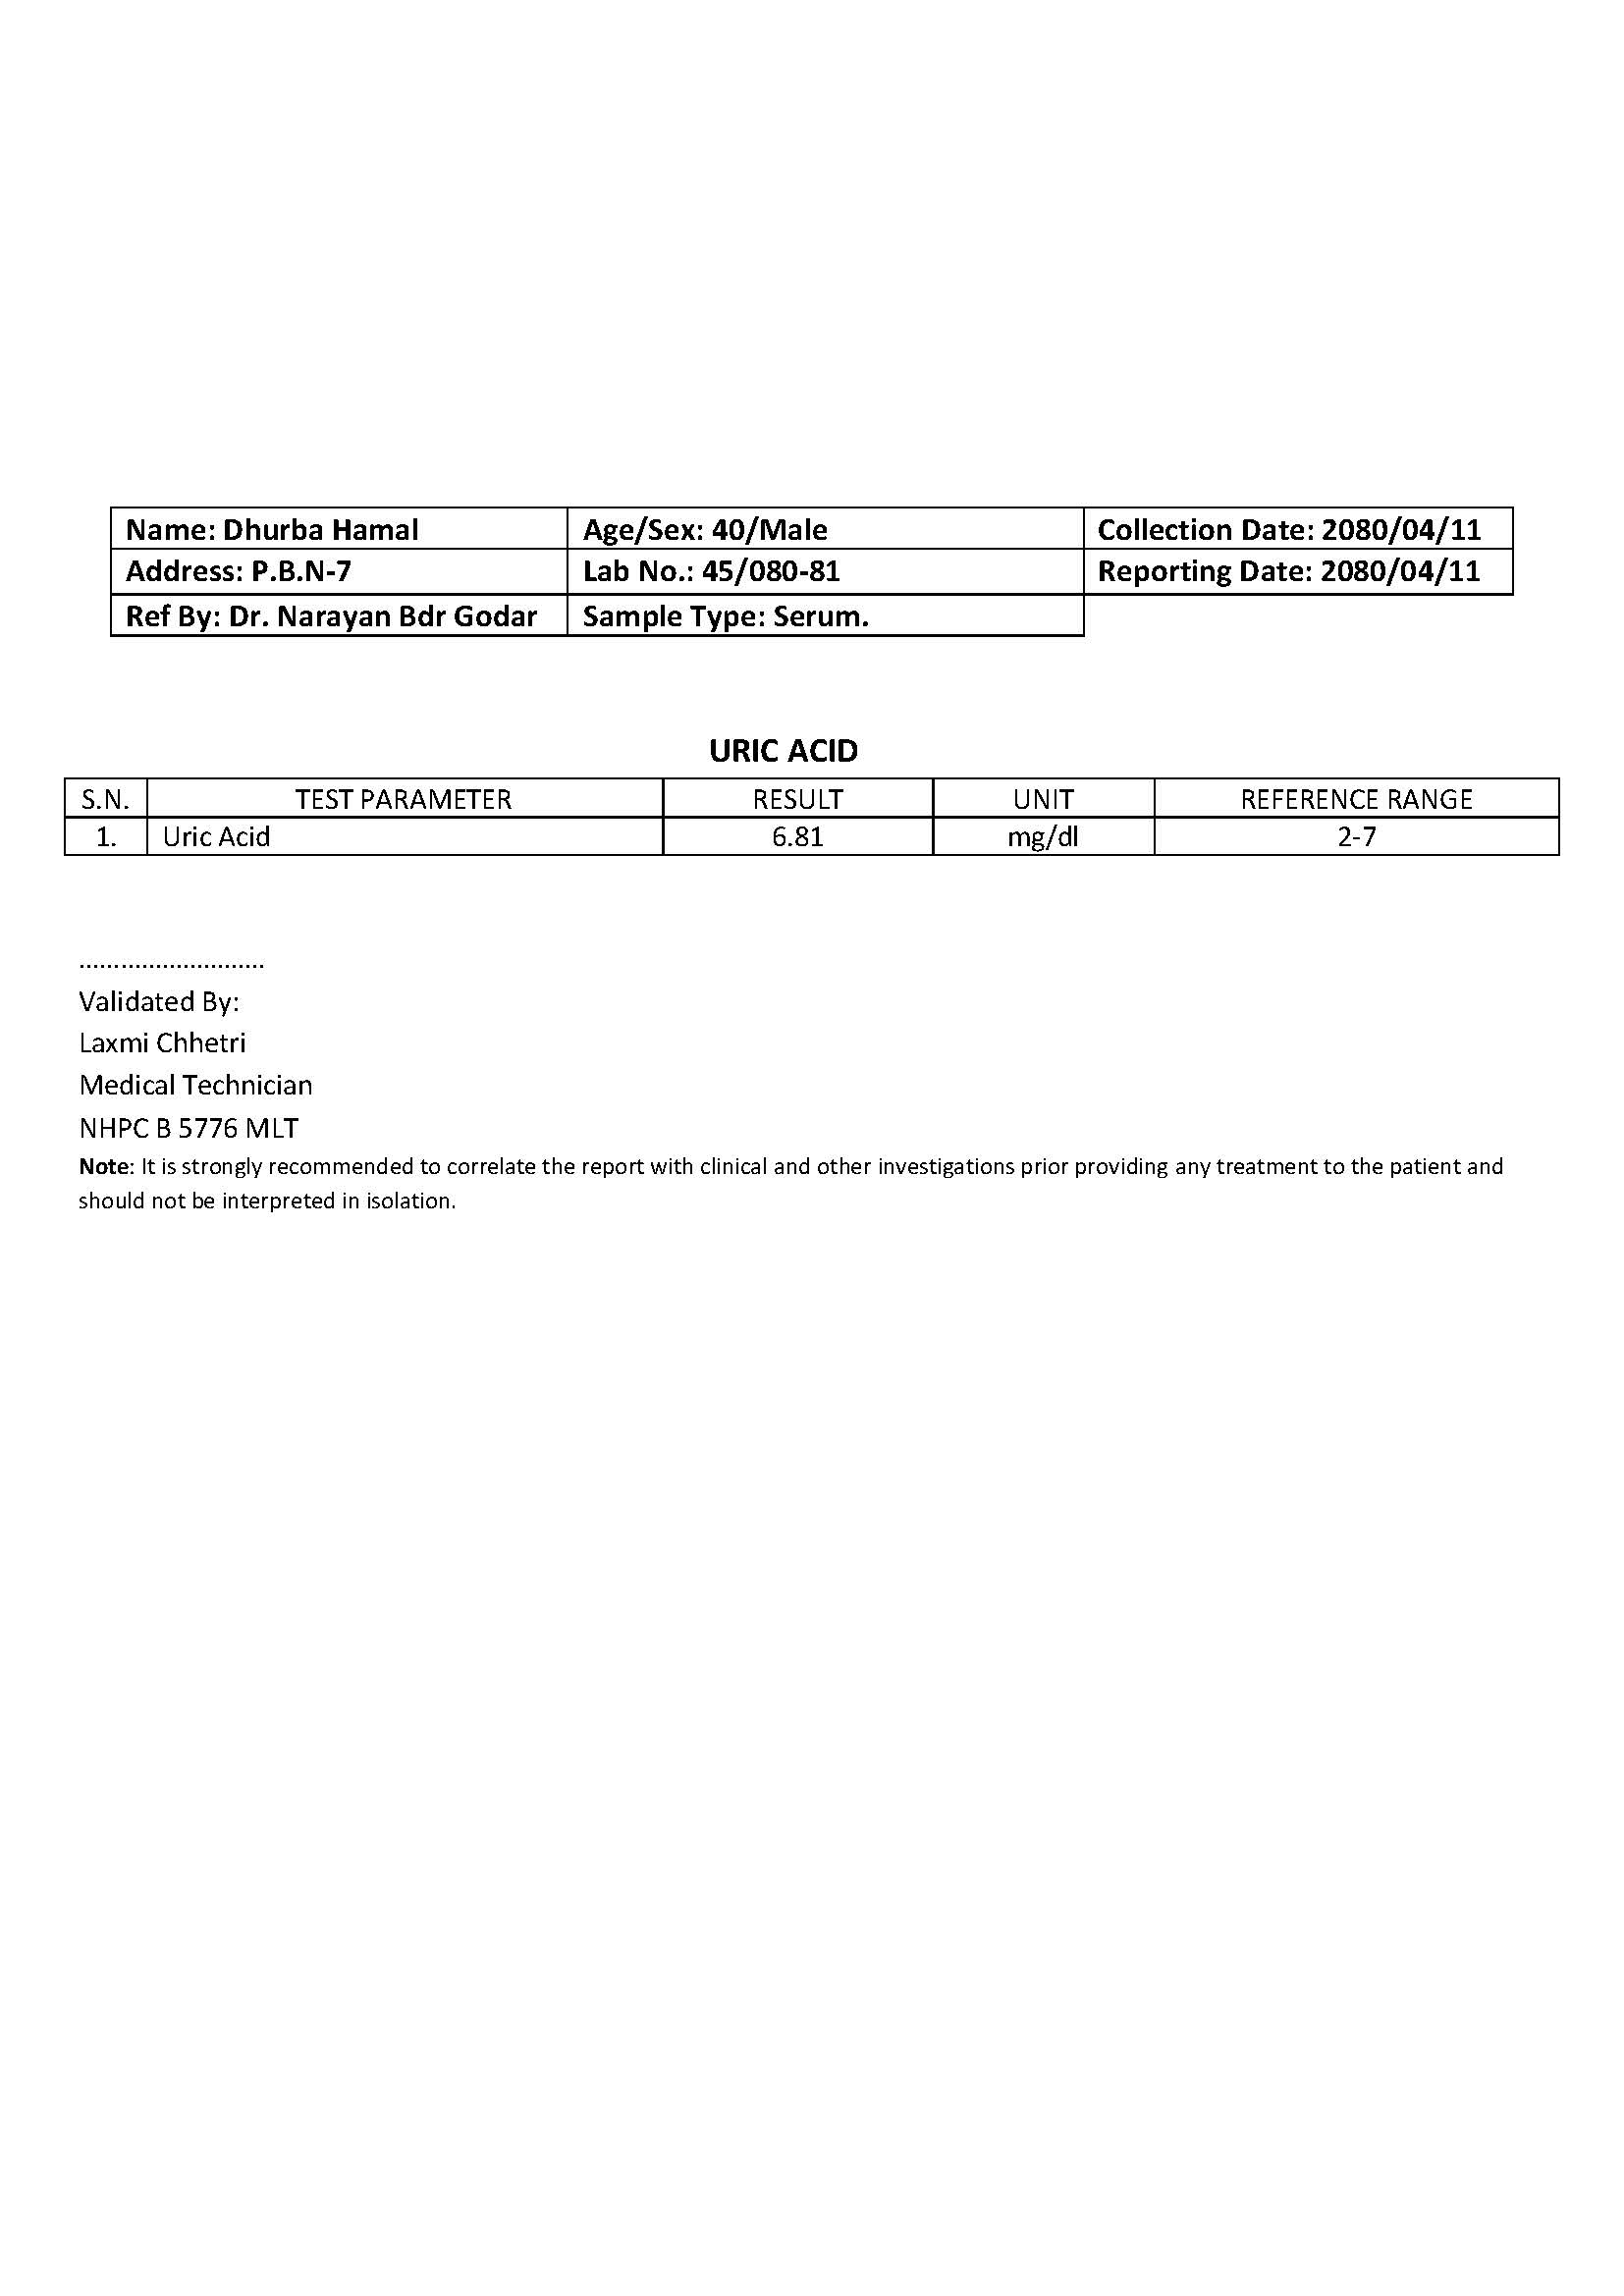 Name: Dhurba Hamal Age/Sex: 40/Male Collection Date: 2080/04/11
Address: P.B.N-7 Lab No.: 45/080-81 Reporting Date: 2080/04/11
Ref By: Dr. Narayan Bdr Godar Sample Type: Serum.
URIC ACID
S.N. TEST PARAMETER RESULT UNIT REFERENCE RANGE
1. Uric Acid 6.81 mg/dl 2-7
...........................
Validated By:
Laxmi Chhetri
Medical Technician
NHPC B 5776 MLT
Note: It is strongly recommended to correlate the report with clinical and other investigations prior providing any treatment to the patient and
should not be interpreted in isolation.